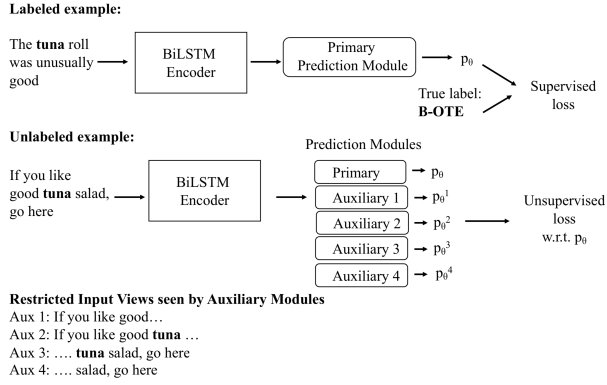 Labeled example:
The tuna roll
was unusually
good
BiLSTM
Encoder
Primary
Prediction Module
pθ
True label:
B-OTE
Supervised
loss
Unlabeled example:
Prediction Modules
If you like
good tuna salad,
go here
BiLSTM
Encoder
Primary
pθ
Auxiliary 1
pθ¹
Auxiliary 2
pθ²
Auxiliary 3
pθ³
Auxiliary 4
pθ⁴
Unsupervised
loss
w.r.t. pθ
Restricted Input Views seen by Auxiliary Modules
Aux 1: If you like good…
Aux 2: If you like good tuna …
Aux 3: …. tuna salad, go here
Aux 4: …. salad, go here